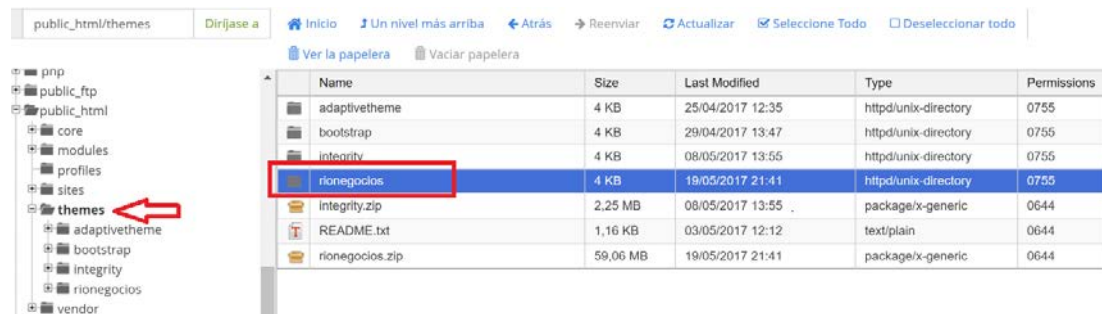 public_html/themes Diríjase a Inicio Un nivel más arriba Atrás Reenviar Actualizar Seleccione Todo Deseleccionar todo
Ver la papelera Vaciar papelera
php
public_ftp
public_html
core
modules
profiles
sites
themes
adaptivetheme
bootstrap
integrity
rionegocios
vendor
Name Size Last Modified Type Permissions
adaptivetheme 4 KB 25/04/2017 12:35 httpd/unix-directory 0755
bootstrap 4 KB 29/04/2017 13:47 httpd/unix-directory 0755
integrity 4 KB 08/05/2017 13:55 httpd/unix-directory 0755
rionegocios 4 KB 19/05/2017 21:41 httpd/unix-directory 0755
integrity.zip 2,25 MB 08/05/2017 13:55 package/x-generic 0644
README.txt 1,16 KB 03/05/2017 12:12 text/plain 0644
rionegocios.zip 59,06 MB 19/05/2017 21:41 package/x-generic 0644